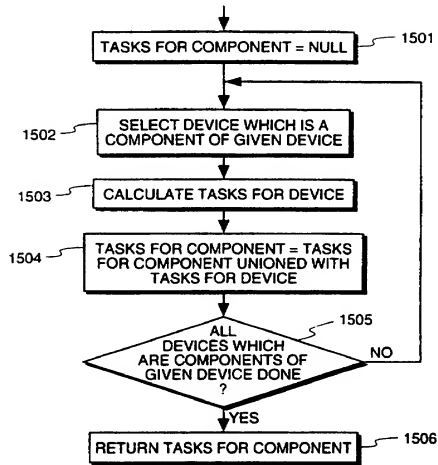 TASKS FOR COMPONENT = NULL
1501
1502
SELECT DEVICE WHICH IS A
COMPONENT OF GIVEN DEVICE
1503
CALCULATE TASKS FOR DEVICE
1504
TASKS FOR COMPONENT = TASKS
FOR COMPONENT UNIONED WITH
TASKS FOR DEVICE
1505
ALL
DEVICES WHICH
ARE COMPONENTS OF
GIVEN DEVICE DONE
?
NO
YES
RETURN TASKS FOR COMPONENT
1506